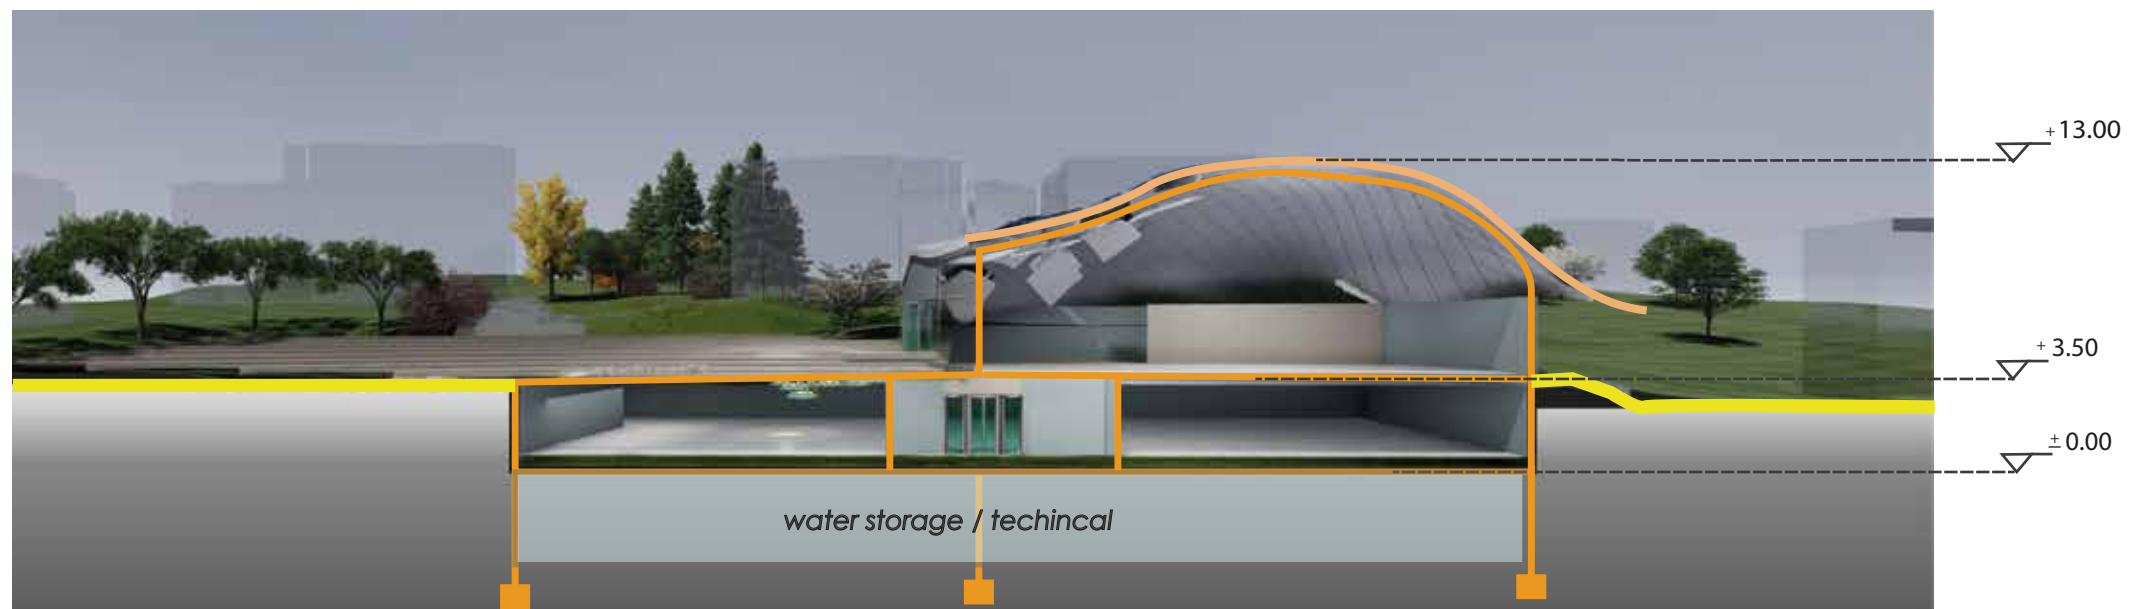 +13.00
+ 3.50
± 0.00
water storage / techincal